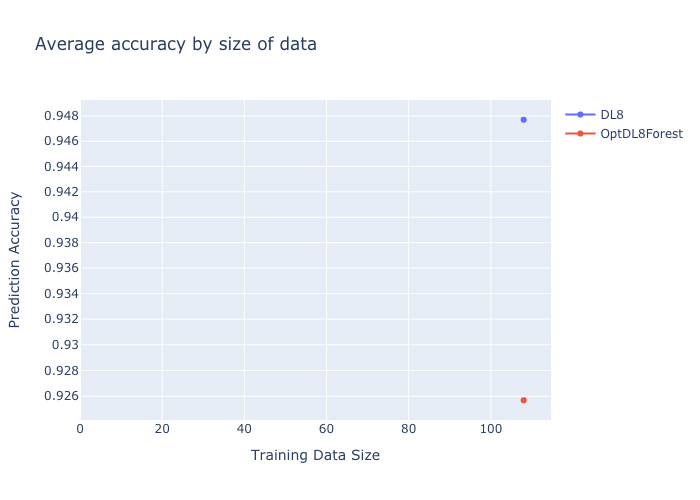 Average accuracy by size of data
DL8
OptDL8Forest
0.948
0.946
0.944
0.942
0.94
0.938
0.936
0.934
0.932
0.93
0.928
0.926
Prediction Accuracy
0 20 40 60 80 100
Training Data Size